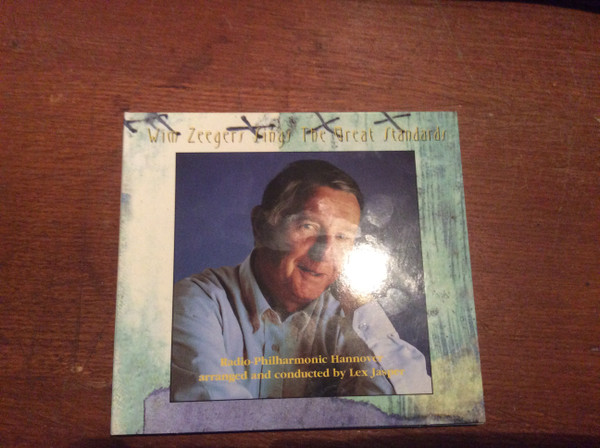 Wim Zeegers Sings The Great Standards
Radio-Philharmonic Hannover
arranged and conducted by Lex Jasper